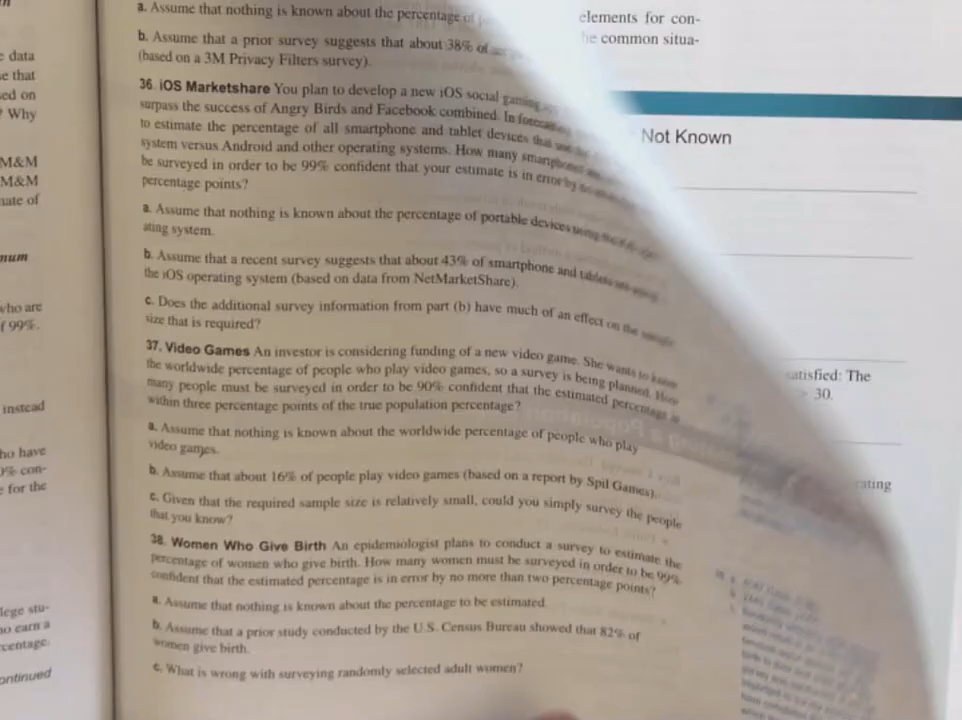 data
e that
ed on
Why
M&M
M&M
ate of
num
who are
f 99%.
instead
ho have
% con-
for the
lege stu-
no earn a
centage.
ontinued
a. Assume that nothing is known about the percentage of
b. Assume that a prior survey suggests that about 38% of
(based on a 3M Privacy Filters survey).
36. iOS Marketshare You plan to develop a new iOS social gaming
surpass the success of Angry Birds and Facebook combined. In forecasting
to estimate the percentage of all smartphone and tablet devices that use the
system versus Android and other operating systems. How many smartphones
be surveyed in order to be 99% confident that your estimate is in error by no more
percentage points?
a. Assume that nothing is known about the percentage of portable devices using the iOS oper-
ating system.
b. Assume that a recent survey suggests that about 43% of smartphone and tablets are using
the iOS operating system (based on data from NetMarketShare).
c. Does the additional survey information from part (b) have much of an effect on the sample
size that is required?
37. Video Games An investor is considering funding of a new video game. She wants to know
the worldwide percentage of people who play video games, so a survey is being planned. How
many people must be surveyed in order to be 90% confident that the estimated percentage is
within three percentage points of the true population percentage?
a. Assume that nothing is known about the worldwide percentage of people who play
video games.
b. Assume that about 16% of people play video games (based on a report by Spil Games).
c. Given that the required sample size is relatively small, could you simply survey the people
that you know?
38. Women Who Give Birth An epidemiologist plans to conduct a survey to estimate the
percentage of women who give birth. How many women must be surveyed in order to be 99%
confident that the estimated percentage is in error by no more than two percentage points?
a. Assume that nothing is known about the percentage to be estimated.
b. Assume that a prior study conducted by the U.S. Census Bureau showed that 82% of
women give birth.
c. What is wrong with surveying randomly selected adult women?
elements for con-
he common situa-
Not Known
satisfied: The
> 30.
rating